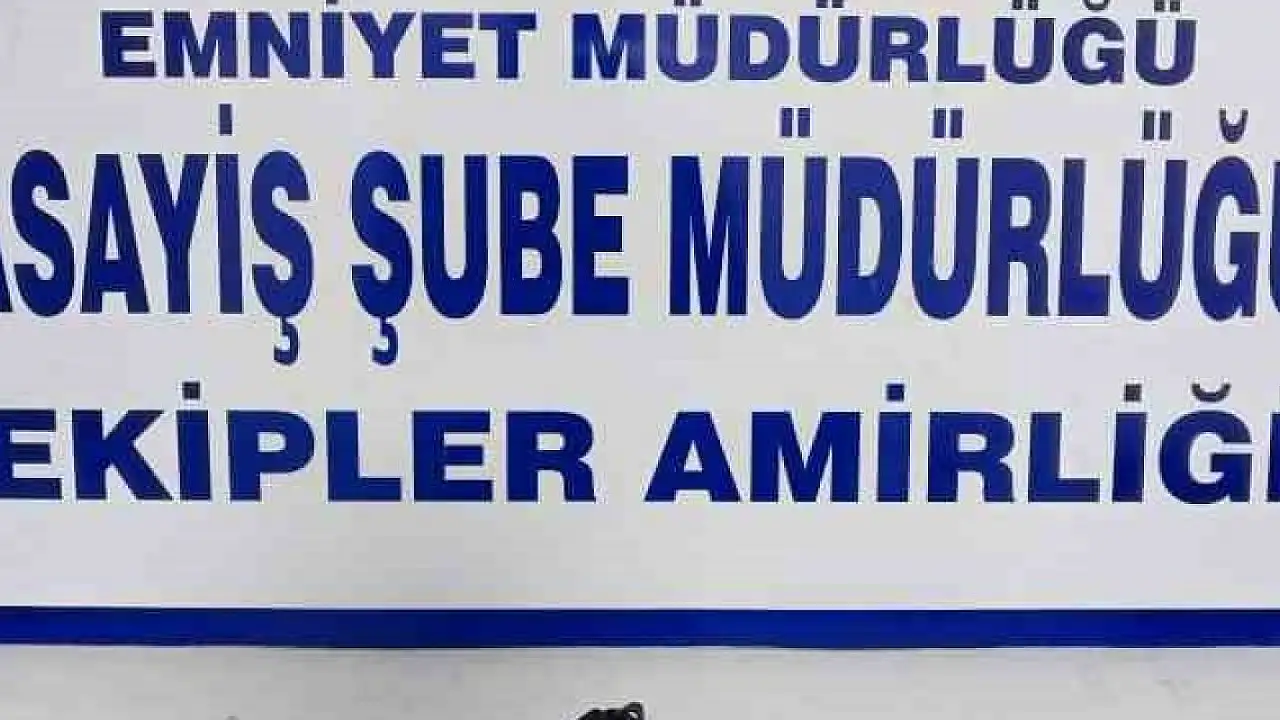 EMNİYET MÜDÜRLÜĞÜ
ASAYİŞ ŞUBE MÜDÜRLÜĞÜ
EKİPLER AMİRLİĞİ